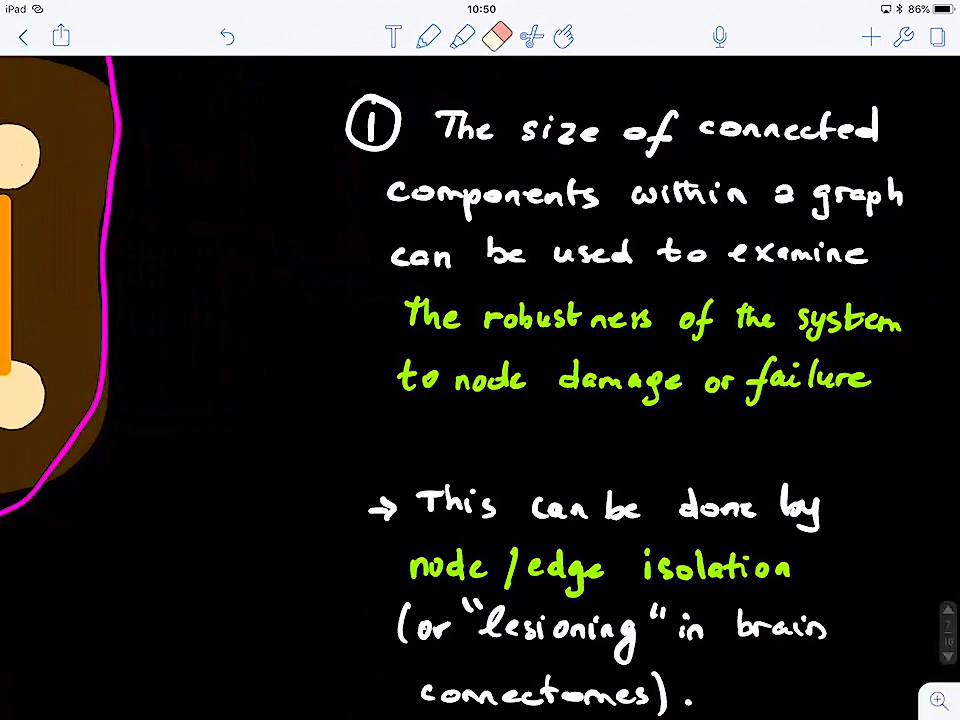 iPad
10:50
86%
T
① The size of connected
components within a graph
can be used to examine
the robustness of the system
to node damage or failure
→ This can be done by
node / edge isolation
(or "lesioning" in brain
connectomes).
7
16